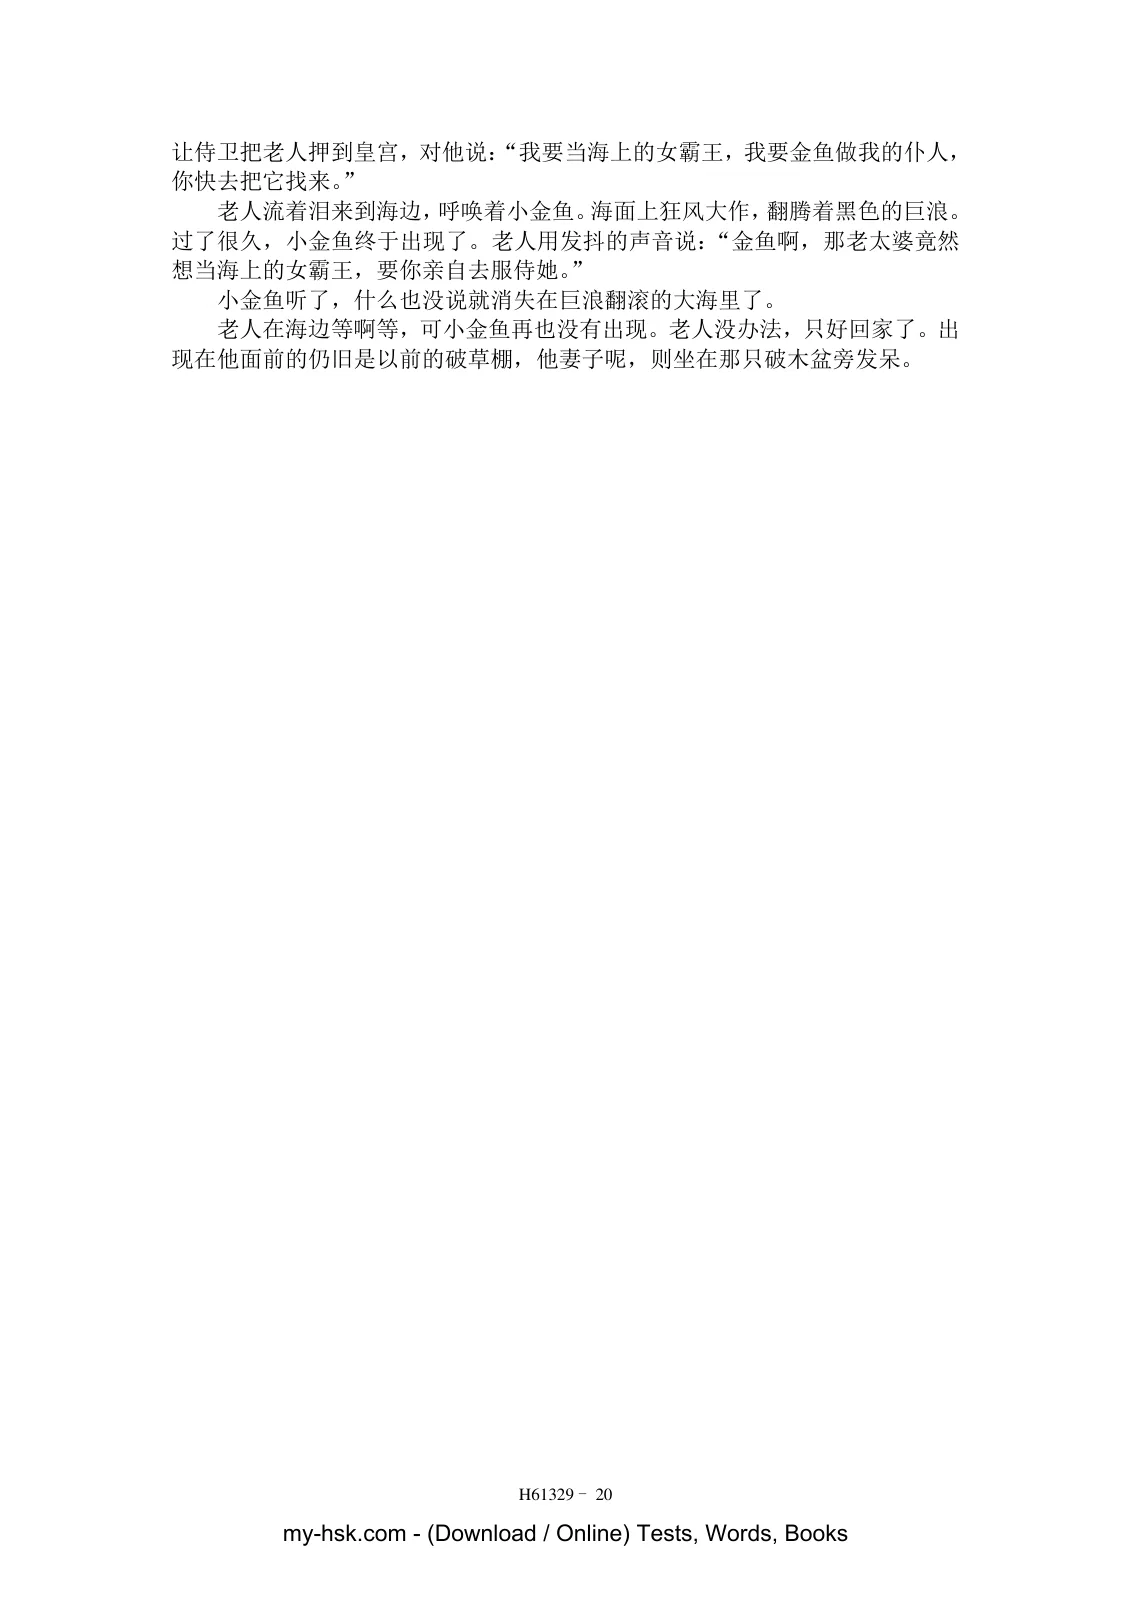 让侍卫把老人押到皇宫，对他说：“我要当海上的女霸王，我要金鱼做我的仆人，
你快去把它找来。”
老人流着泪来到海边，呼唤着小金鱼。海面上狂风大作，翻腾着黑色的巨浪。
过了很久，小金鱼终于出现了。老人用发抖的声音说：“金鱼啊，那老太婆竟然
想当海上的女霸王，要你亲自去服侍她。”
小金鱼听了，什么也没说就消失在巨浪翻滚的大海里了。
老人在海边等啊等，可小金鱼再也没有出现。老人没办法，只好回家了。出
现在他面前的仍旧是以前的破草棚，他妻子呢，则坐在那只破木盆旁发呆。
H61329－ 20
my-hsk.com - (Download / Online) Tests, Words, Books